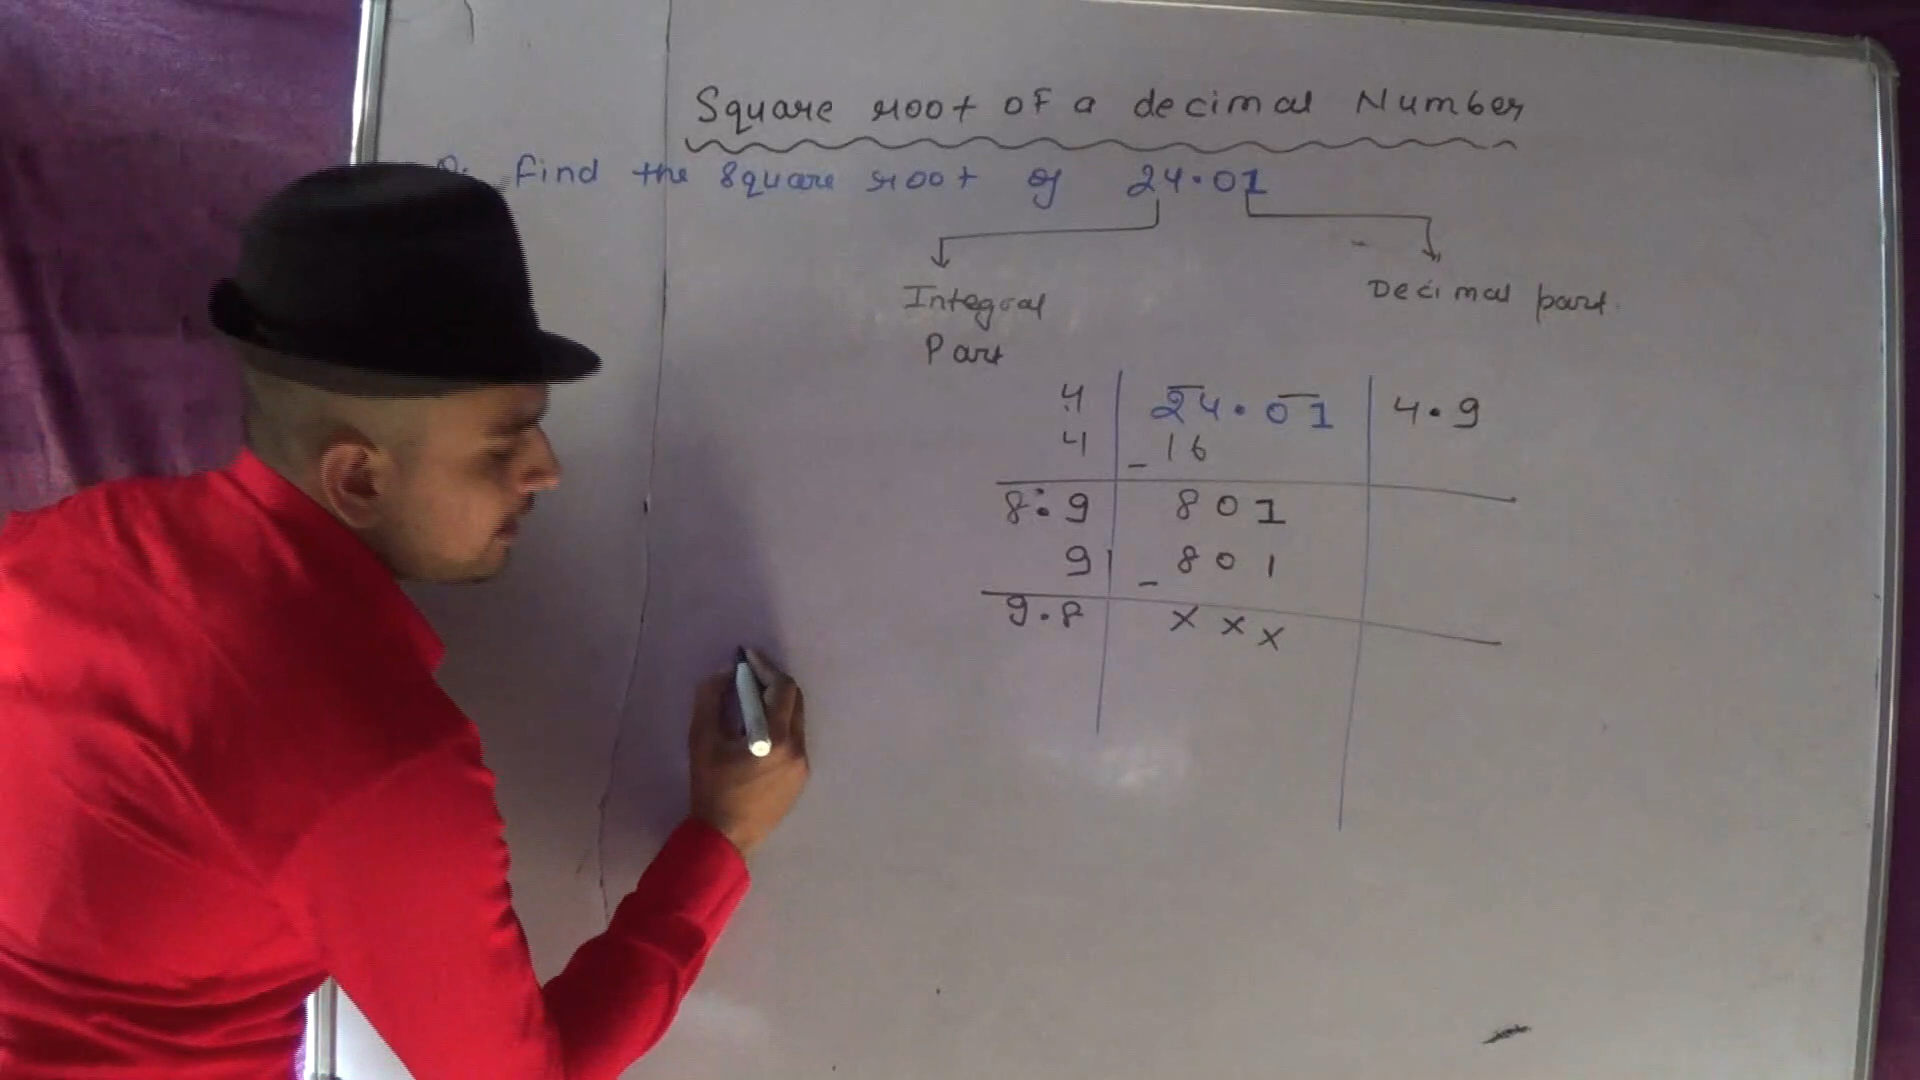 Square root of a decimal Number
Q. Find the Square root of 24.01
Integral
Part
Decimal part.
4 24.01 4.9
4 - 16
8.9 801
9 - 801
9.8 x x x